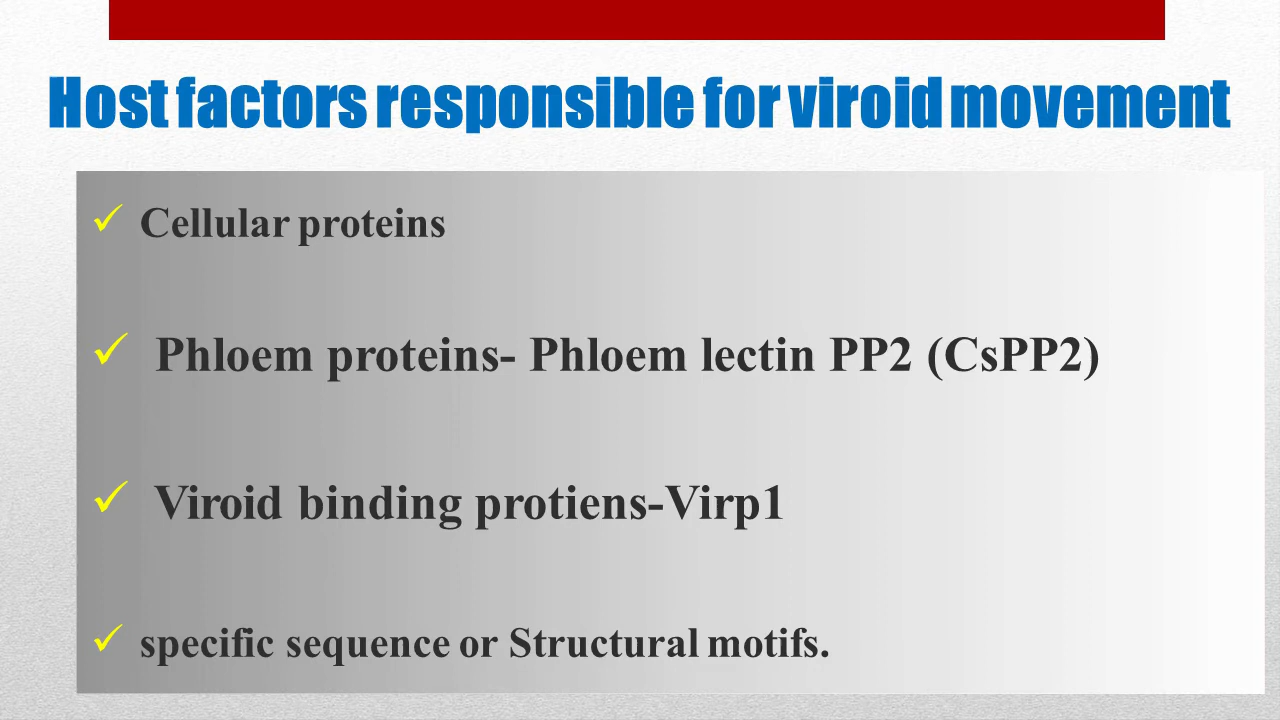 Host factors responsible for viroid movement
✓ Cellular proteins
✓ Phloem proteins- Phloem lectin PP2 (CsPP2)
✓ Viroid binding protiens-Virp1
✓ specific sequence or Structural motifs.